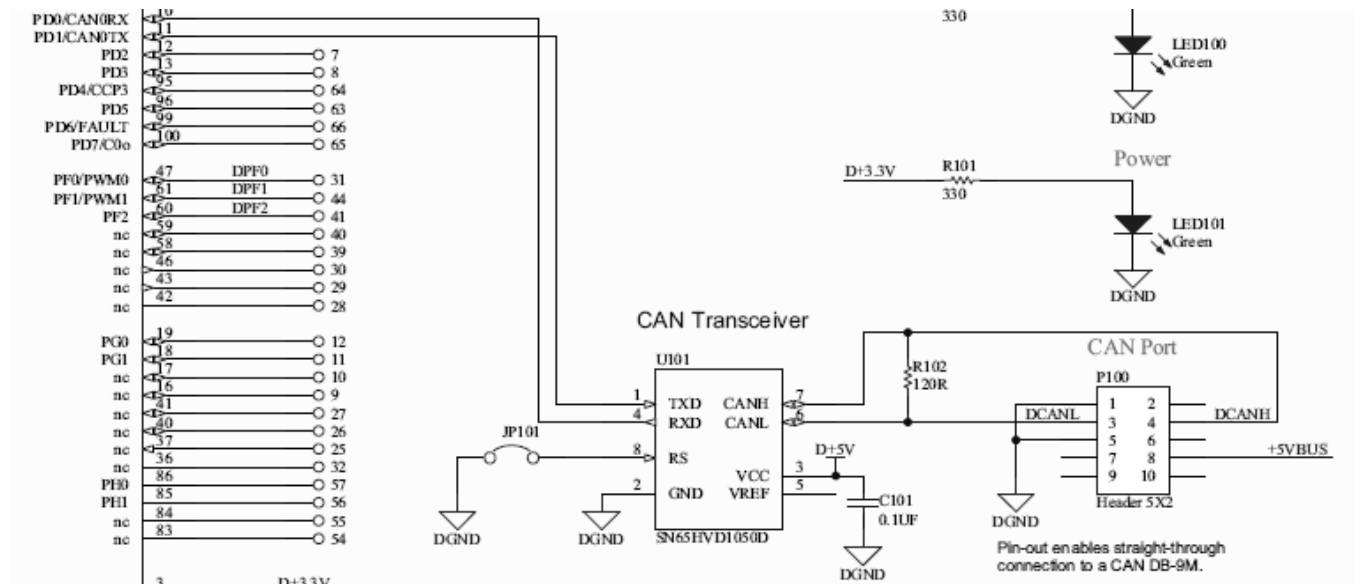 PD0/CAN0RX 10
330
PD1/CAN0TX 11
PD2 12 7
PD3 13 8
PD4/CCP3 95 64
PD5 96 63
PD6/FAULT 99 66
PD7/C0o 100 65
LED100
Green
DGND
Power
PF0/PWM0 47 DPF0 31
PF1/PWM1 61 DPF1 44
PF2 60 DPF2 41
nc 59 40
nc 58 39
nc 46 30
nc 43 29
nc 42 28
D+3.3V R101
330
LED101
Green
DGND
PG0 19 12
PG1 18 11
nc 17 10
nc 16 9
nc 41 27
nc 40 26
nc 37 25
nc 36 32
PH0 86 57
PH1 85 56
nc 84 55
nc 83 54
3 D+3.3V
CAN Transceiver
U101
1 TXD CANH 7
4 RXD CANL 6
JP101
8 RS
VCC 3
2 GND VREF 5
SN65HVD1050D
DGND
DGND
D+5V
C101
0.1UF
DGND
R102
120R
CAN Port
P100
1 2
DCANL 3 4 DCANH
5 6
7 8 +5VBUS
9 10
Header 5X2
DGND
Pin-out enables straight-through
connection to a CAN DB-9M.